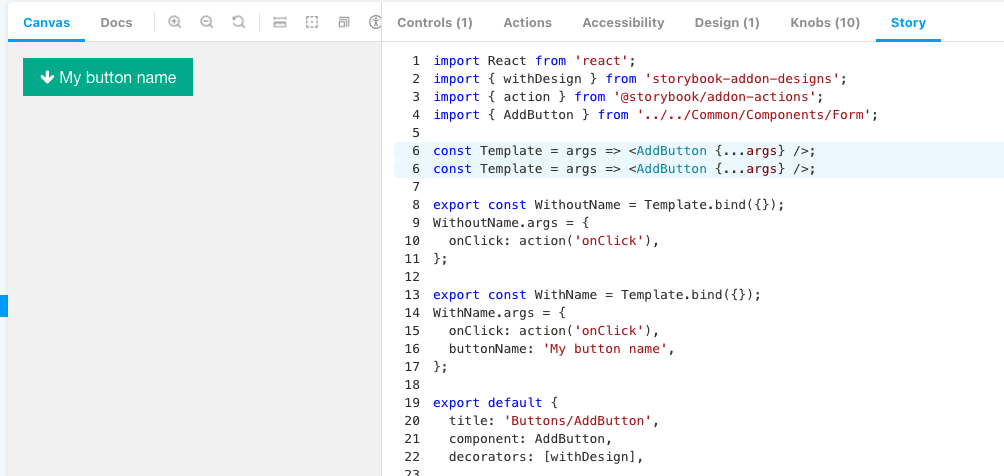 Canvas Docs
Controls (1) Actions Accessibility Design (1) Knobs (10) Story
My button name
1 import React from 'react';
2 import { withDesign } from 'storybook-addon-designs';
3 import { action } from '@storybook/addon-actions';
4 import { AddButton } from '../../Common/Components/Form';
5
6 const Template = args => <AddButton {...args} />;
6 const Template = args => <AddButton {...args} />;
7
8 export const WithoutName = Template.bind({});
9 WithoutName.args = {
10 onClick: action('onClick'),
11 };
12
13 export const WithName = Template.bind({});
14 WithName.args = {
15 onClick: action('onClick'),
16 buttonName: 'My button name',
17 };
18
19 export default {
20 title: 'Buttons/AddButton',
21 component: AddButton,
22 decorators: [withDesign],
23